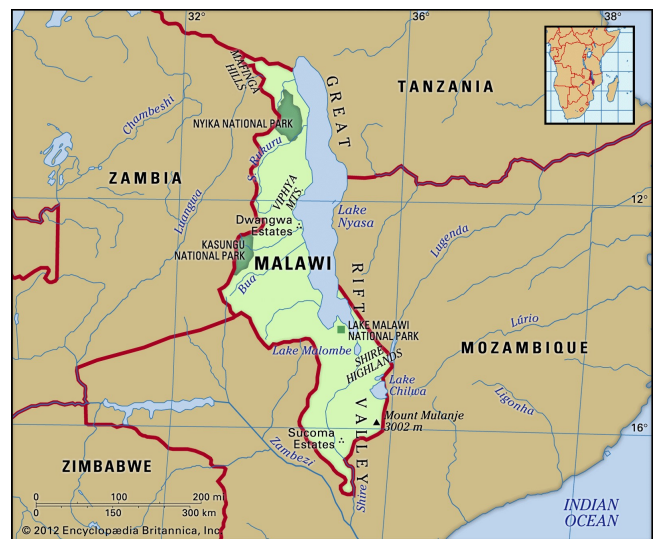 32°
36°
38°
MAFINGA
HILLS
GREAT
TANZANIA
Chambeshi
NYIKA NATIONAL PARK
S. Rukuru
ZAMBIA
VIPHYA
MTS.
Luangwa
12°
Lake
Nyasa
Dwangwa
Estates
Lugenda
KASUNGU
NATIONAL PARK
MALAWI
RIFT
Bua
LAKE MALAWI
NATIONAL PARK
Lúrio
Lake Malombe
MOZAMBIQUE
SHIRE
HIGHLANDS
Lake
Chilwa
Ligonha
VALLEY
Mount Mulanje
3002 m
16°
Sucoma
Estates
Zambezi
ZIMBABWE
Shire
0 100 200 mi
0 150 300 km
INDIAN
OCEAN
© 2012 Encyclopædia Britannica, Inc.